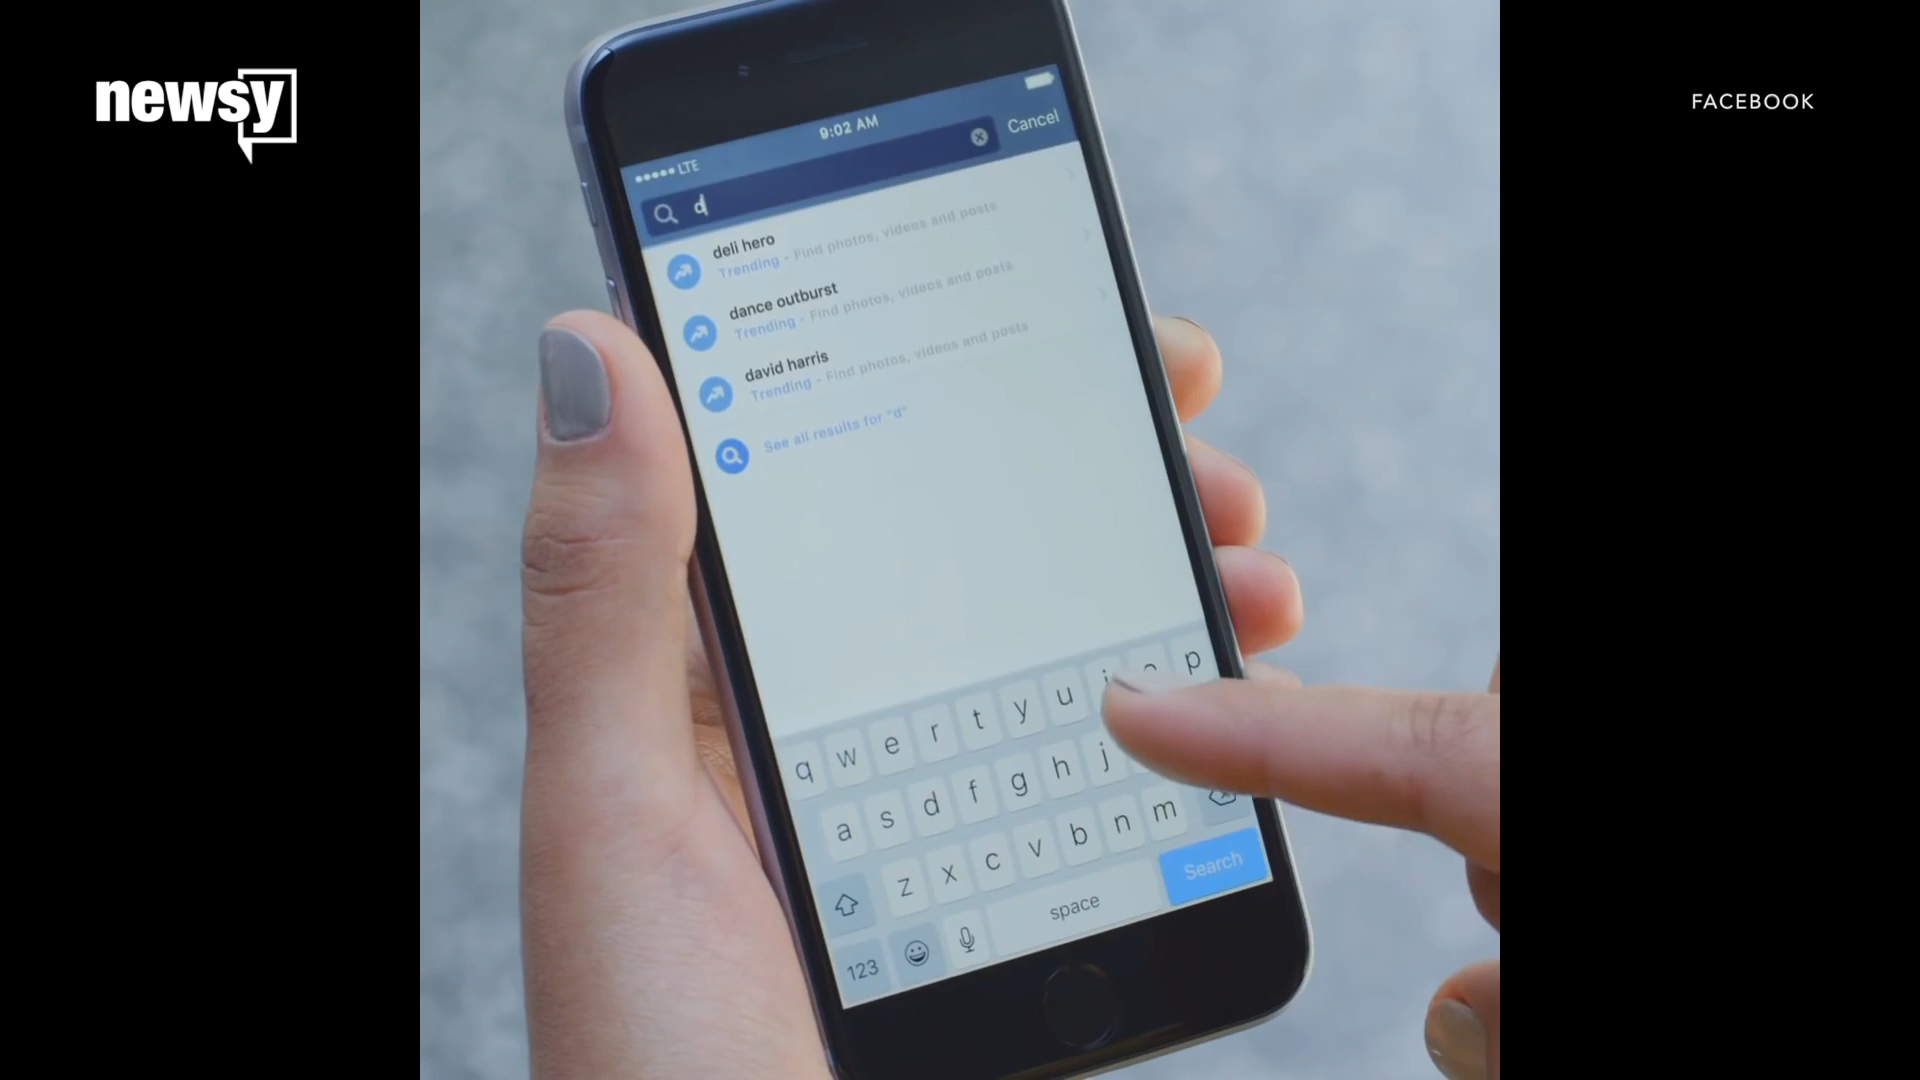 newsy
FACEBOOK
LTE 9:02 AM
d Cancel
deli hero
Trending - Find photos, videos and posts
dance outburst
Trending - Find photos, videos and posts
david harris
Trending - Find photos, videos and posts
See all results for "d"
q w e r t y u i o p
a s d f g h j
z x c v b n m
123 space Search